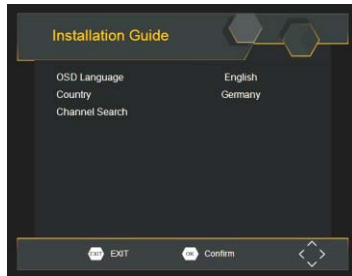 Installation Guide
OSD Language English
Country Germany
Channel Search
EXIT EXIT OK Confirm